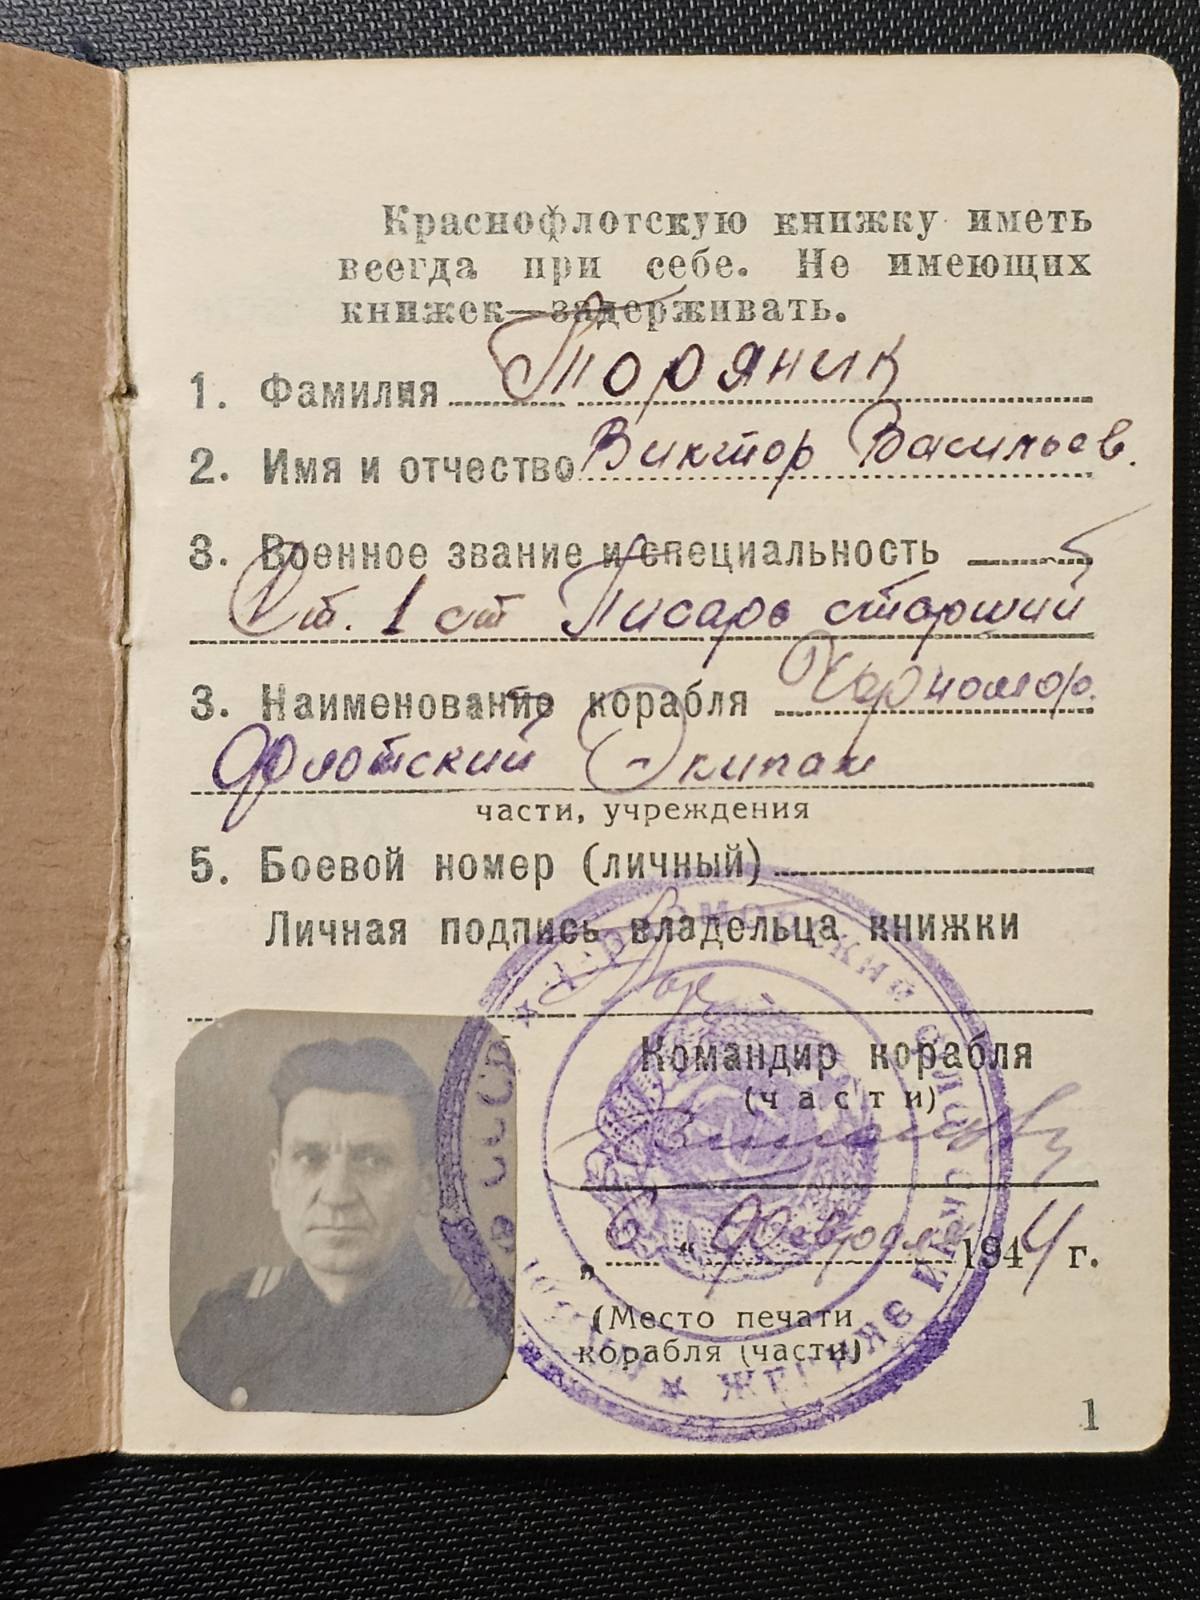 Краснофлотскую книжку иметь
всегда при себе. Не имеющих
книжек—задерживать.
1. Фамилия Торяник
2. Имя и отчество Виктор Васильев.
3. Военное звание и специальность
Ст. 1 ст Писарь старший
3. Наименование корабля Черномор.
Флотский Экипаж
части, учреждения
5. Боевой номер (личный)
Личная подпись владельца книжки
Командир корабля
(части)
„ 6 “ Февраля 1944 г.
(Место печати
корабля (части)
1